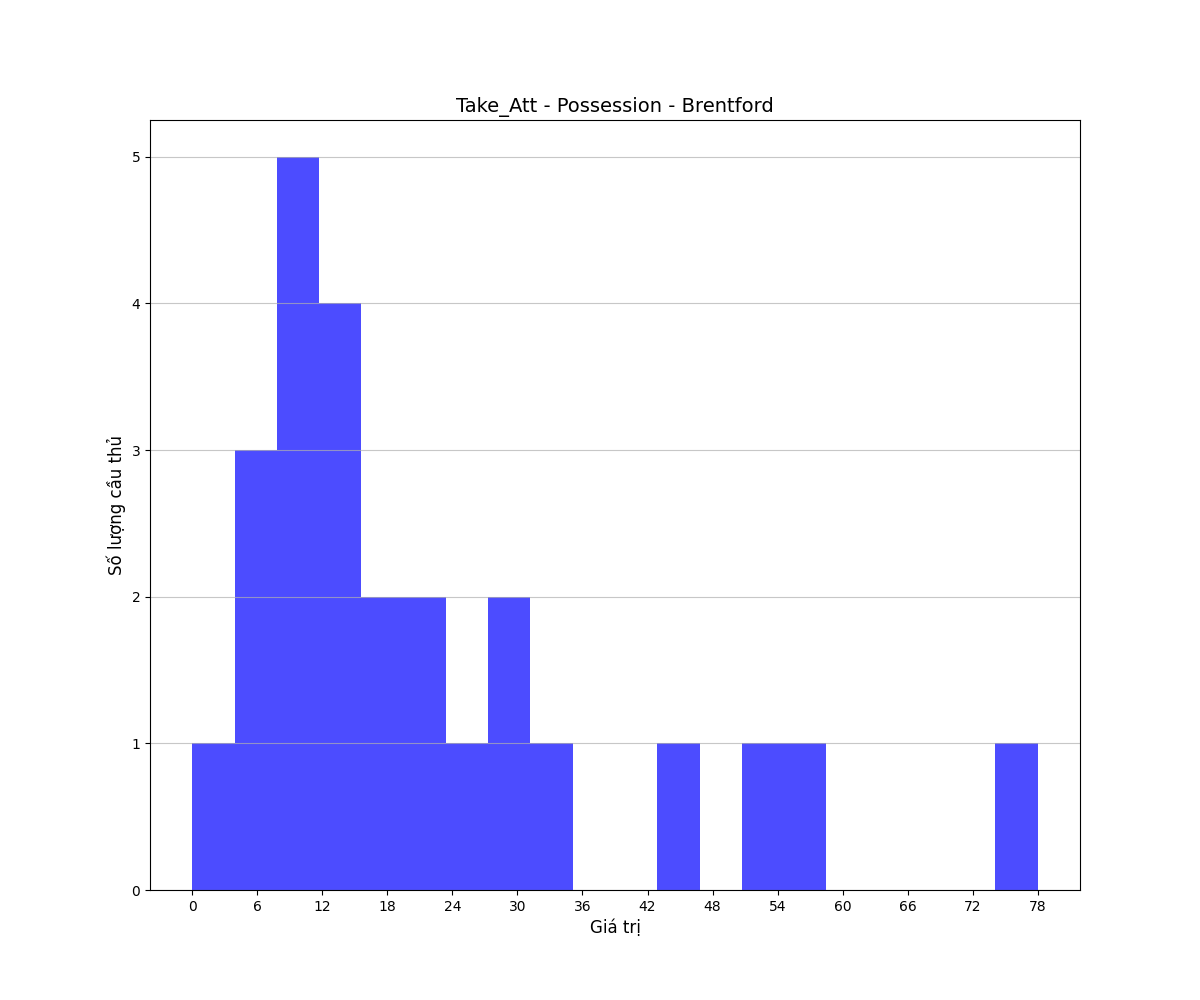 Take_Att - Possession - Brentford
5
4
3
2
1
0
Số lượng cầu thủ
0 6 12 18 24 30 36 42 48 54 60 66 72 78
Giá trị